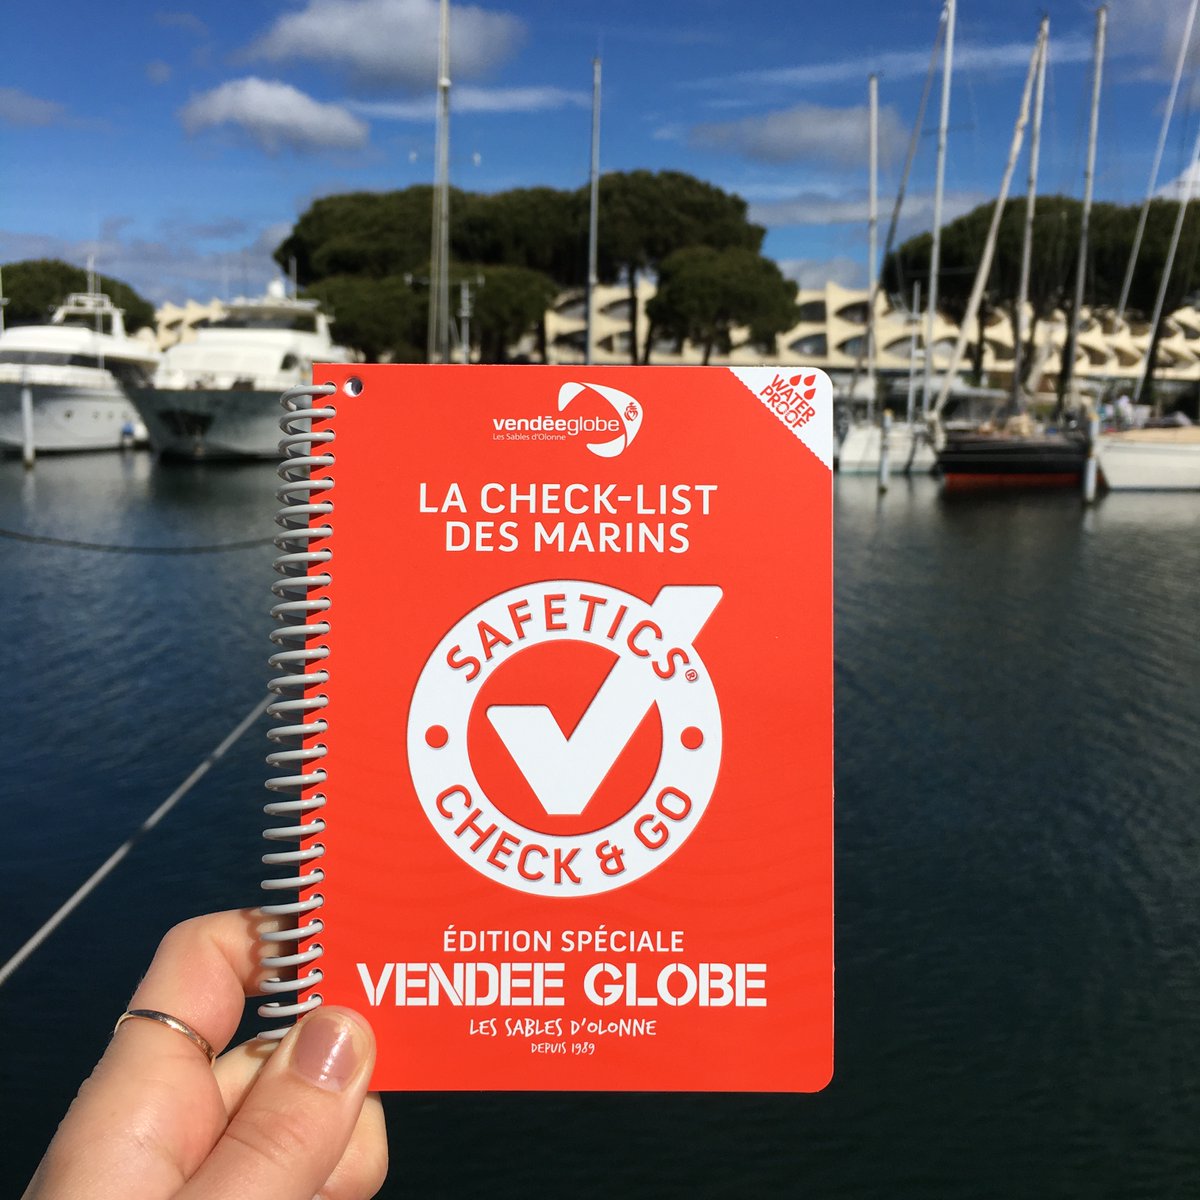 vendéeglobe
Les Sables d'Olonne
WATER
PROOF
LA CHECK-LIST
DES MARINS
SAFETICS®
CHECK & GO
ÉDITION SPÉCIALE
VENDEE GLOBE
LES SABLES D'OLONNE
DEPUIS 1989